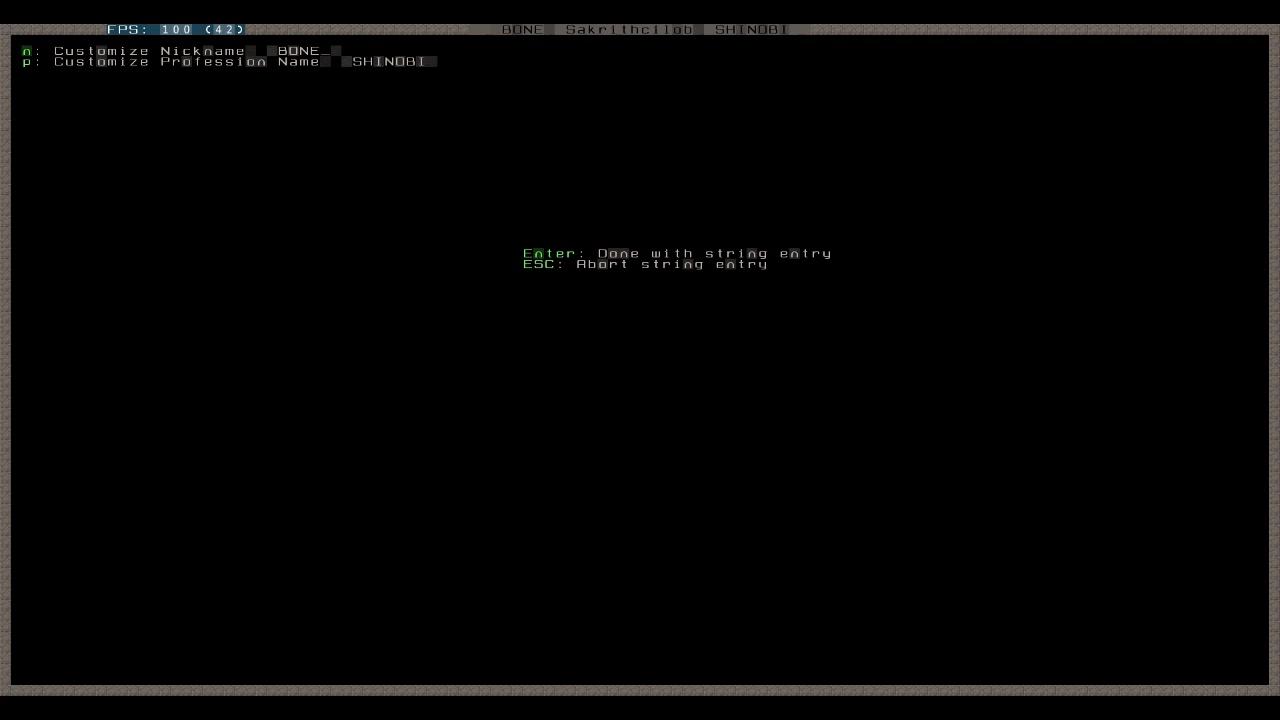 FPS: 100 (42) BONE Sakrithcilob SHINOBI
n: Customize Nickname BONE_
p: Customize Profession Name SHINOBI
Enter: Done with string entry
ESC: Abort string entry